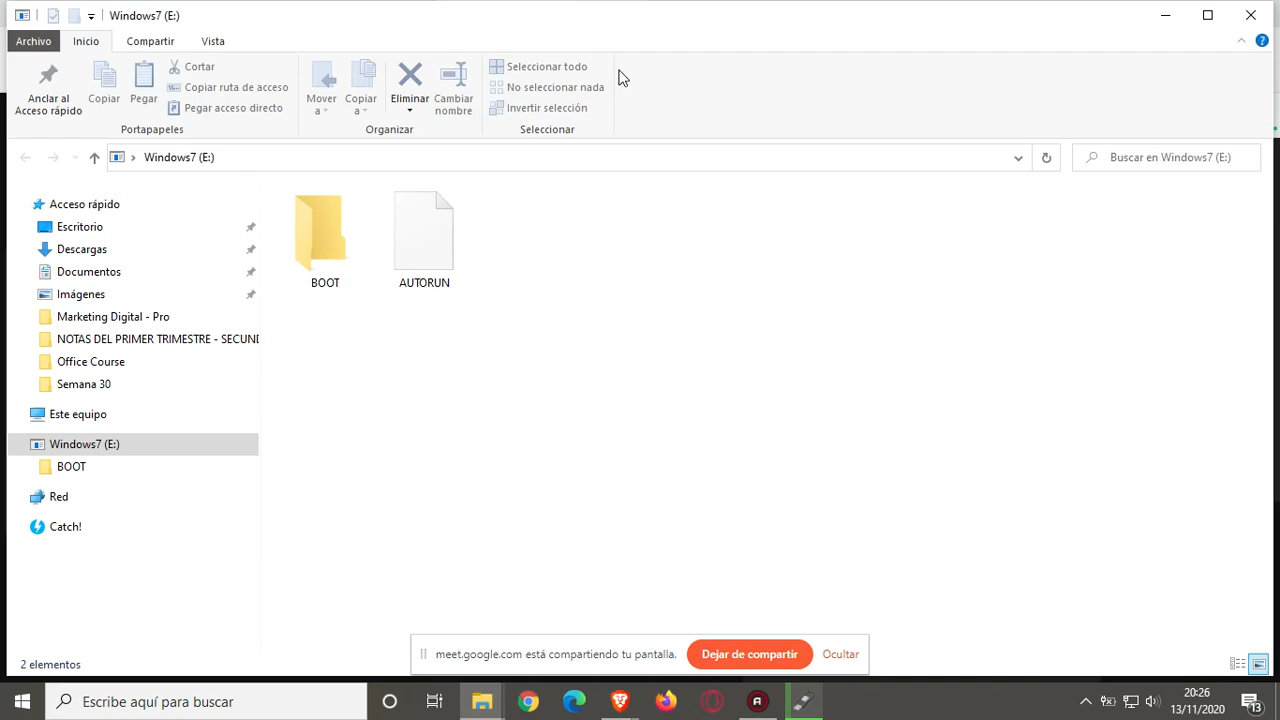 Windows7 (E:)
Archivo
Inicio
Compartir
Vista
Anclar al
Acceso rápido
Copiar
Pegar
Cortar
Copiar ruta de acceso
Pegar acceso directo
Portapapeles
Mover
a
Copiar
a
Eliminar
Cambiar
nombre
Organizar
Seleccionar todo
No seleccionar nada
Invertir selección
Seleccionar
Windows7 (E:)
Buscar en Windows7 (E:)
Acceso rápido
Escritorio
Descargas
Documentos
Imágenes
Marketing Digital - Pro
NOTAS DEL PRIMER TRIMESTRE - SECUND
Office Course
Semana 30
Este equipo
Windows7 (E:)
BOOT
Red
Catch!
BOOT
AUTORUN
meet.google.com está compartiendo tu pantalla.
Dejar de compartir
Ocultar
2 elementos
Escribe aquí para buscar
20:26
13/11/2020
13